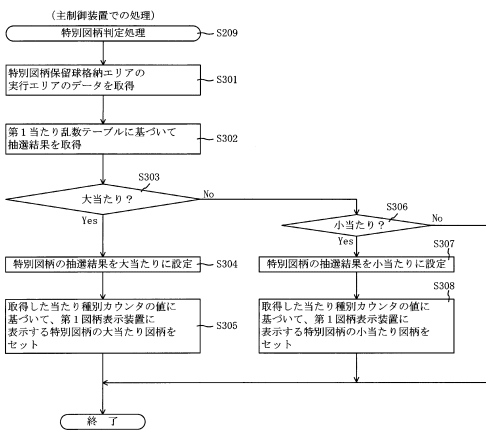 (主制御装置での処理)
特別図柄判定処理
S209
特別図柄保留球格納エリアの
実行エリアのデータを取得
S301
第1当たり乱数テーブルに基づいて
抽選結果を取得
S302
S303
大当たり?
No
Yes
S306
小当たり?
No
Yes
特別図柄の抽選結果を大当たりに設定
S304
S307
特別図柄の抽選結果を小当たりに設定
取得した当たり種別カウンタの値に
基づいて、第1図柄表示装置に
表示する特別図柄の大当たり図柄を
セット
S305
S308
取得した当たり種別カウンタの値に
基づいて、第1図柄表示装置に
表示する特別図柄の小当たり図柄を
セット
終 了